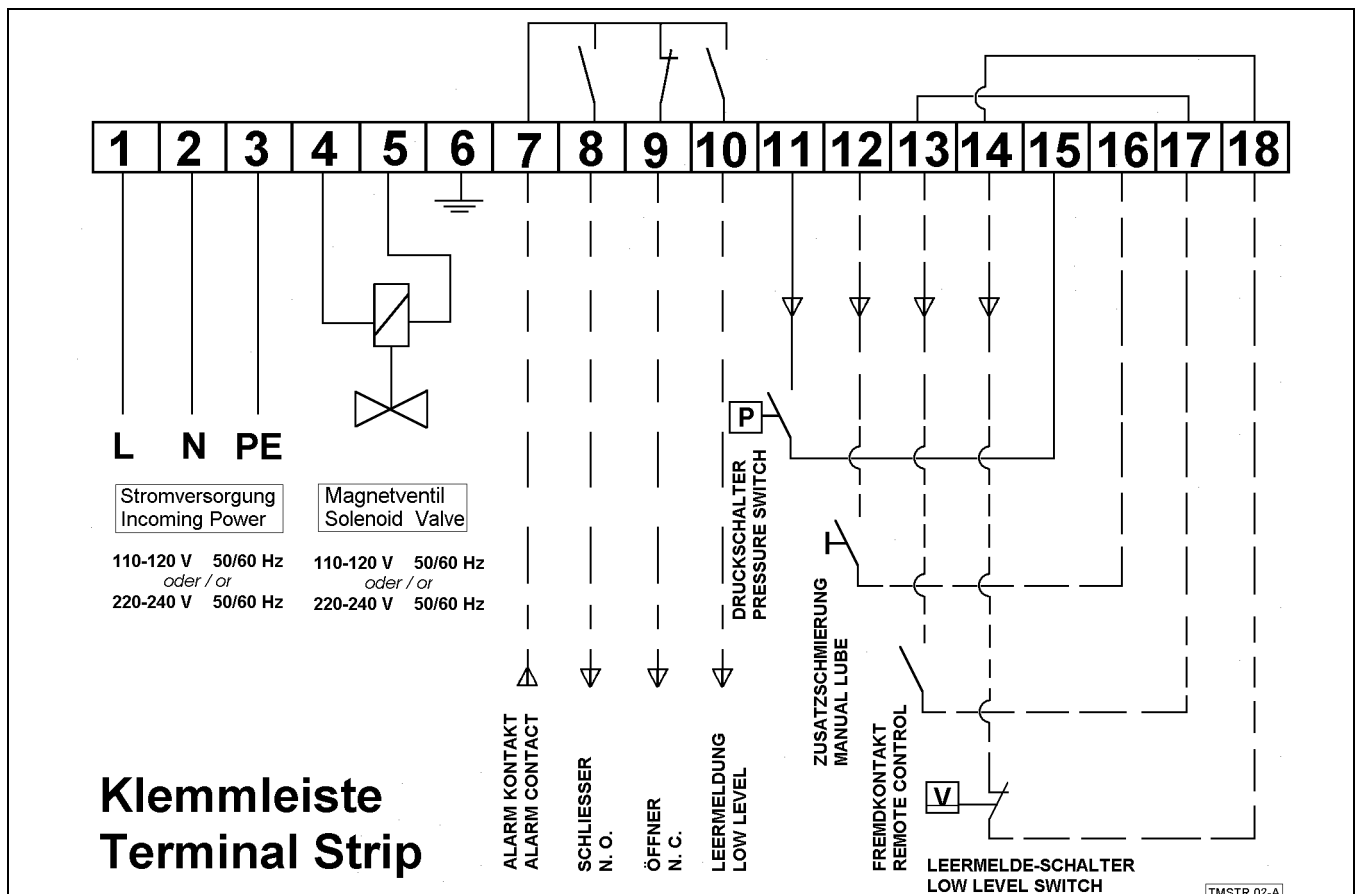 1 2 3 4 5 6 7 8 9 10 11 12 13 14 15 16 17 18
L N PE
Stromversorgung
Incoming Power
110-120 V 50/60 Hz
oder / or
220-240 V 50/60 Hz
Magnetventil
Solenoid Valve
110-120 V 50/60 Hz
oder / or
220-240 V 50/60 Hz
ALARM KONTAKT
ALARM CONTACT
SCHLIESSER
N. O.
ÖFFNER
N. C.
LEERMELDUNG
LOW LEVEL
P
DRUCKSCHALTER
PRESSURE SWITCH
ZUSATZSCHMIERUNG
MANUAL LUBE
FREMDKONTAKT
REMOTE CONTROL
V
LEERMELDE-SCHALTER
LOW LEVEL SWITCH
Klemmleiste
Terminal Strip
TMSTR 02-A